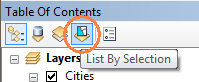 Table Of Contents
List By Selection
Layers
Cities